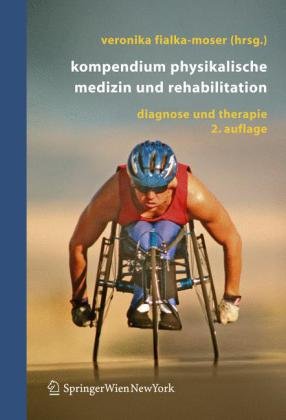 veronika fialka-moser (hrsg.)
kompendium physikalische
medizin und rehabilitation
diagnose und therapie
2. auflage
SpringerWienNewYork